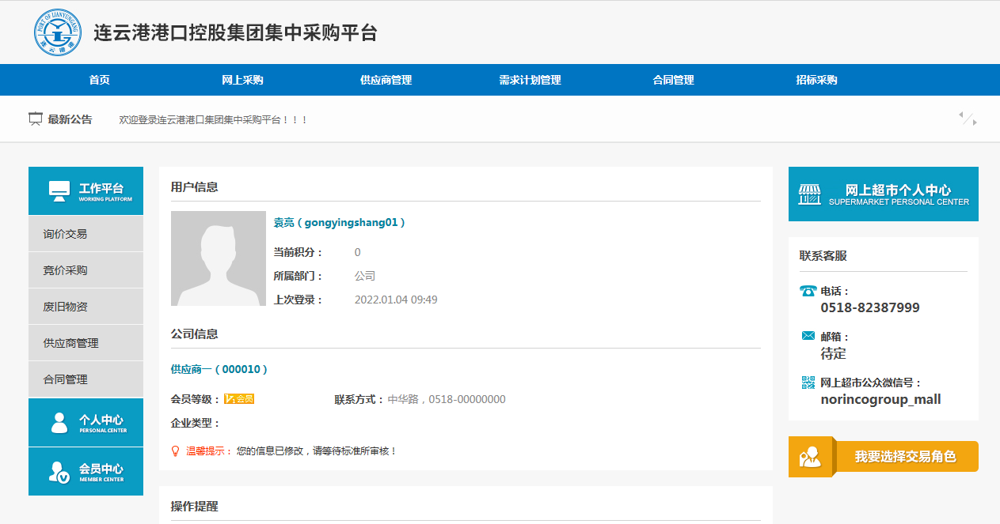 PORT OF LIANYUNGANG
连云港港
连云港港口控股集团集中采购平台
首页 网上采购 供应商管理 需求计划管理 合同管理 招标采购
最新公告 欢迎登录连云港港口集团集中采购平台！！！
工作平台
WORKING PLATFORM
询价交易
竞价采购
废旧物资
供应商管理
合同管理
个人中心
PERSONAL CENTER
会员中心
MEMBER CENTER
用户信息
袁亮（gongyingshang01）
当前积分： 0
所属部门： 公司
上次登录： 2022.01.04 09:49
公司信息
供应商一（000010）
会员等级： V1会员 联系方式： 中华路，0518-00000000
企业类型：
温馨提示： 您的信息已修改，请等待标准所审核！
操作提醒
网上超市个人中心
SUPERMARKET PERSONAL CENTER
联系客服
电话：
0518-82387999
邮箱：
待定
网上超市公众微信号：
norincogroup_mall
我要选择交易角色